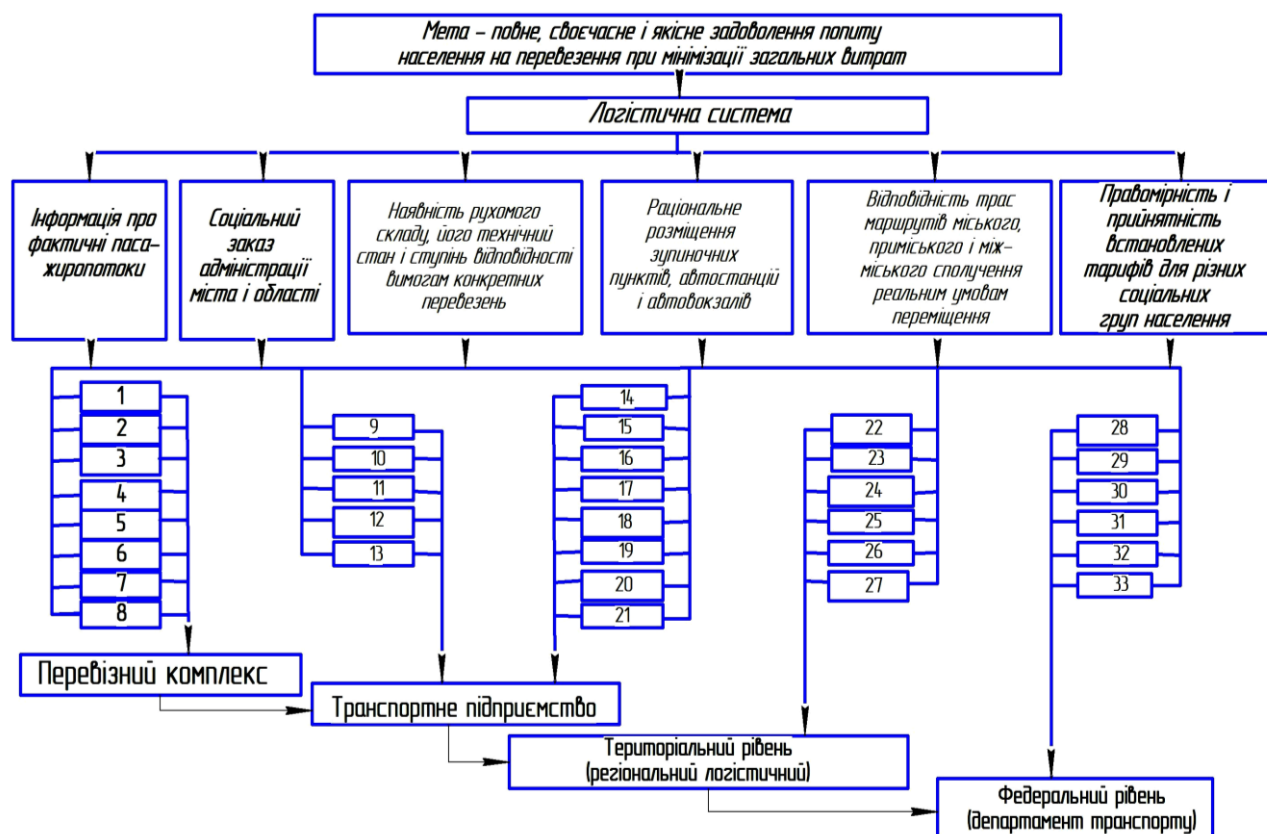 Мета – повне, своєчасне і якісне задоволення попиту
населення на перевезення при мінімізації загальних витрат
Логістична система
Інформація про
фактичні паса-
жиропотоки
Соціальний
заказ
адміністрації
міста і області
Наявність рухомого
складу, його технічний
стан і ступінь відповідності
вимогам конкретних
перевезень
Раціональне
розміщення
зупиночних
пунктів, автостанцій
і автовокзалів
Відповідність трас
маршрутів міського,
приміського і між-
міського сполучення
реальним умовам
переміщення
Правомірність і
прийнятність
встановлених
тарифів для різних
соціальних
груп населення
1
2
3
4
5
6
7
8
9
10
11
12
13
14
15
16
17
18
19
20
21
22
23
24
25
26
27
28
29
30
31
32
33
Перевізний комплекс
Транспортне підприємство
Територіальний рівень
(регіональний логістичний)
Федеральний рівень
(департамент транспорту)